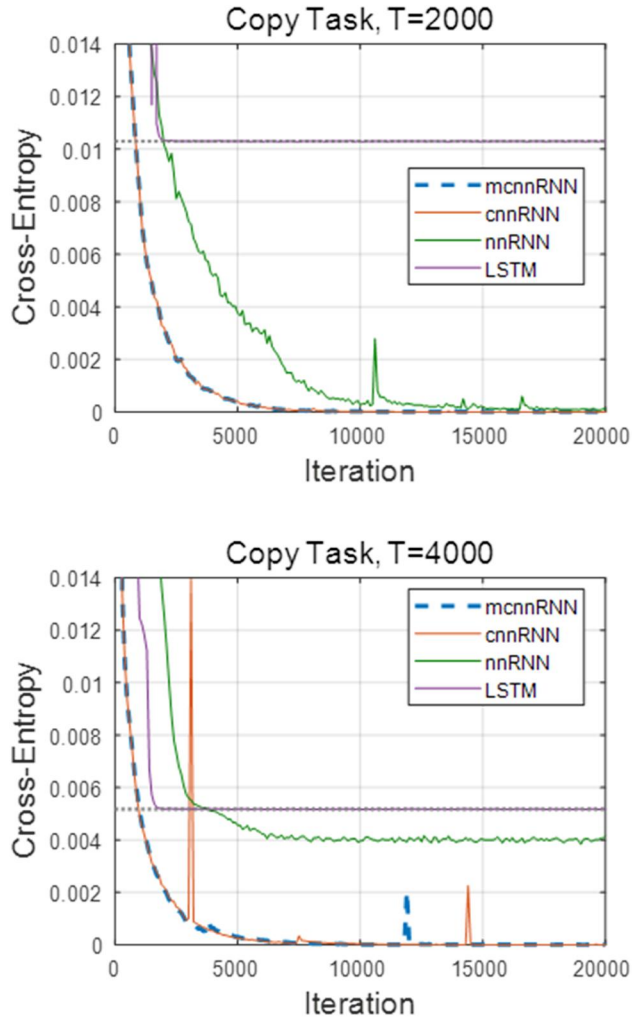 Copy Task, T=2000
0.014
0.012
0.01
0.008
0.006
0.004
0.002
0
Cross-Entropy
mcnnRNN
cnnRNN
nnRNN
LSTM
0 5000 10000 15000 20000
Iteration
Copy Task, T=4000
0.014
0.012
0.01
0.008
0.006
0.004
0.002
0
Cross-Entropy
mcnnRNN
cnnRNN
nnRNN
LSTM
0 5000 10000 15000 20000
Iteration